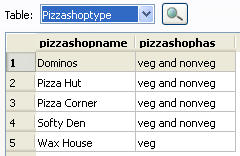 Table: Pizzashoptype
pizzashopname pizzashophas
1 Dominos veg and nonveg
2 Pizza Hut veg and nonveg
3 Pizza Corner veg and nonveg
4 Softy Den veg and nonveg
5 Wax House veg